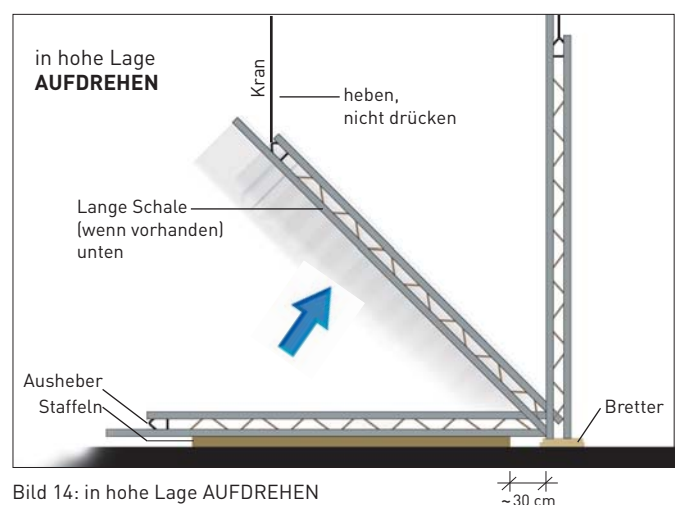 in hohe Lage
AUFDREHEN
Kran
heben,
nicht drücken
Lange Schale
(wenn vorhanden)
unten
Ausheber
Staffeln
Bretter
Bild 14: in hohe Lage AUFDREHEN
~30 cm